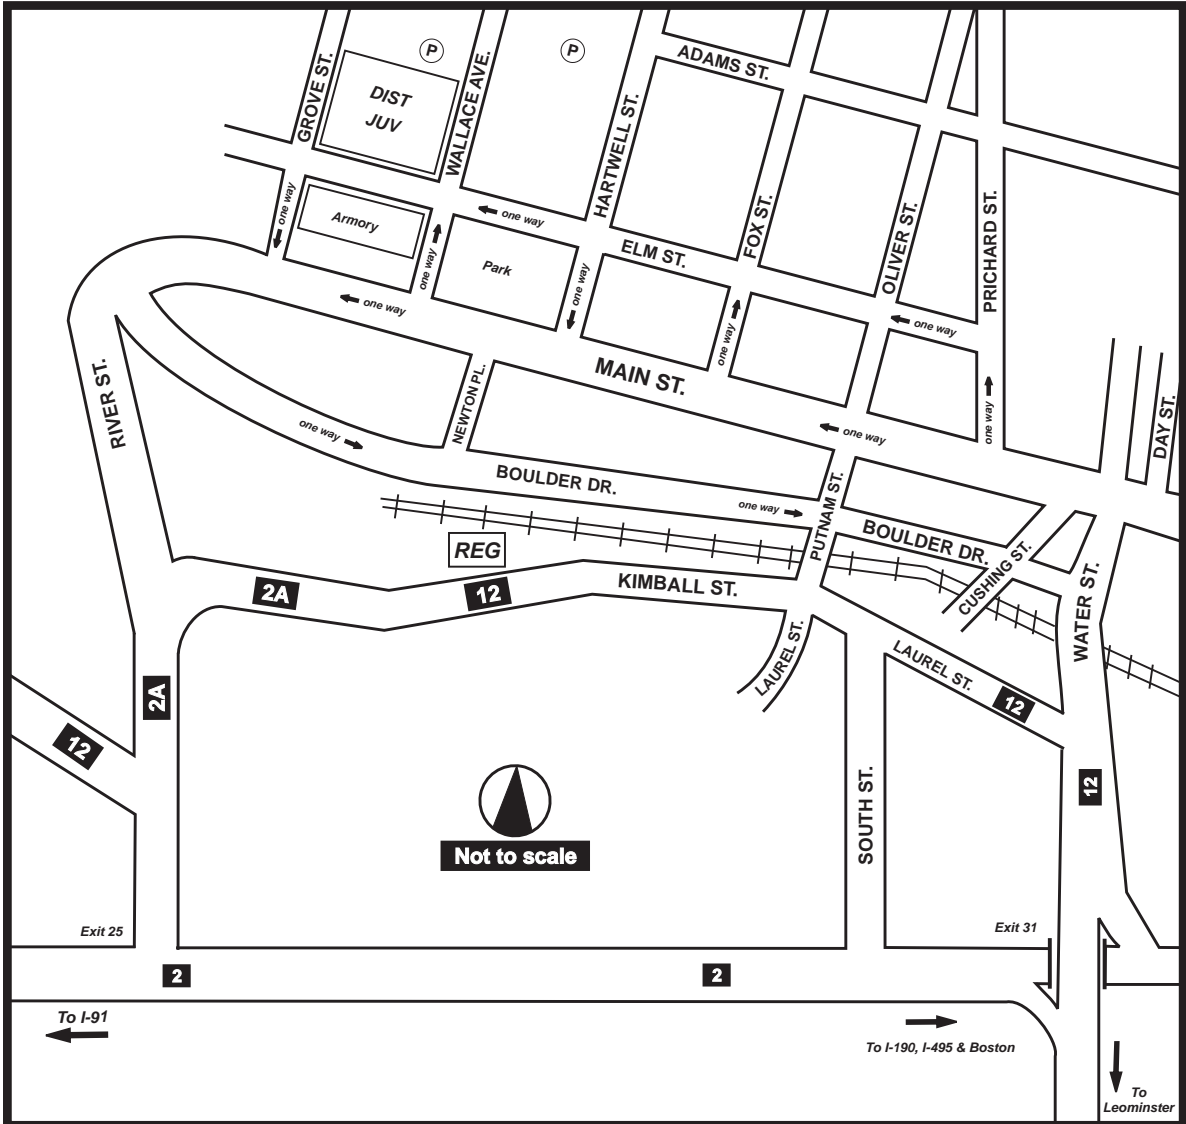 P
P
ADAMS ST.
GROVE ST.
DIST
JUV
WALLACE AVE.
HARTWELL ST.
one way
Armory
one way
one way
Park
ELM ST.
FOX ST.
OLIVER ST.
PRICHARD ST.
one way
one way
one way
one way
one way
MAIN ST.
RIVER ST.
NEWTON PL.
one way
one way
one way
DAY ST.
BOULDER DR.
one way
PUTNAM ST.
BOULDER DR.
REG
KIMBALL ST.
CUSHING ST.
2A
12
WATER ST.
LAUREL ST.
LAUREL ST.
12
2A
12
12
SOUTH ST.
Not to scale
Exit 25
Exit 31
2
2
To I-91
To I-190, I-495 & Boston
To
Leominster